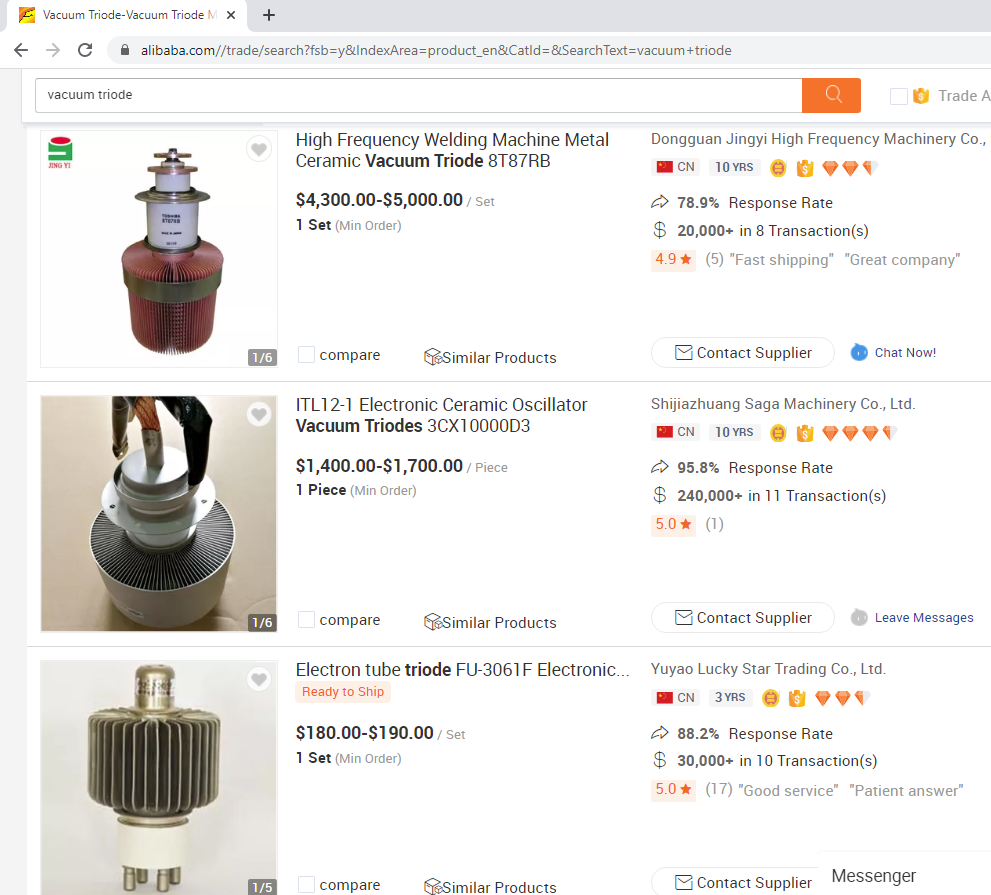 Vacuum Triode-Vacuum Triode M
alibaba.com//trade/search?fsb=y&IndexArea=product_en&CatId=&SearchText=vacuum+triode
vacuum triode
Trade A
JING YI
TOSHIBA
8T87RB
1/6
High Frequency Welding Machine Metal
Ceramic Vacuum Triode 8T87RB
$4,300.00-$5,000.00 / Set
1 Set (Min Order)
compare
Similar Products
Dongguan Jingyi High Frequency Machinery Co.,
CN 10 YRS
78.9% Response Rate
20,000+ in 8 Transaction(s)
4.9 (5) "Fast shipping" "Great company"
Contact Supplier
Chat Now!
1/6
ITL12-1 Electronic Ceramic Oscillator
Vacuum Triodes 3CX10000D3
$1,400.00-$1,700.00 / Piece
1 Piece (Min Order)
compare
Similar Products
Shijiazhuang Saga Machinery Co., Ltd.
CN 10 YRS
95.8% Response Rate
240,000+ in 11 Transaction(s)
5.0 (1)
Contact Supplier
Leave Messages
1/5
Electron tube triode FU-3061F Electronic...
Ready to Ship
$180.00-$190.00 / Set
1 Set (Min Order)
compare
Similar Products
Yuyao Lucky Star Trading Co., Ltd.
CN 3 YRS
88.2% Response Rate
30,000+ in 10 Transaction(s)
5.0 (17) "Good service" "Patient answer"
Contact Supplier
Messenger